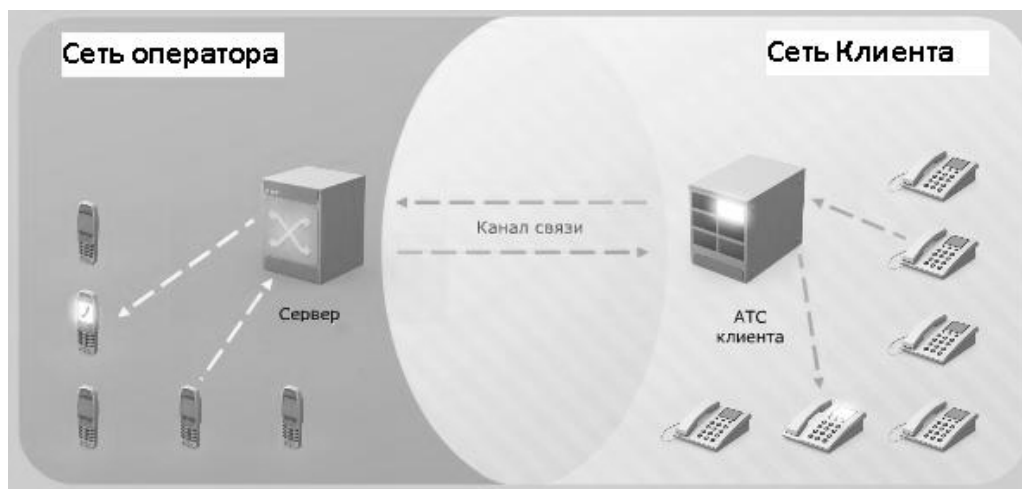 Сеть оператора
Сеть Клиента
Канал связи
Сервер
АТС
клиента